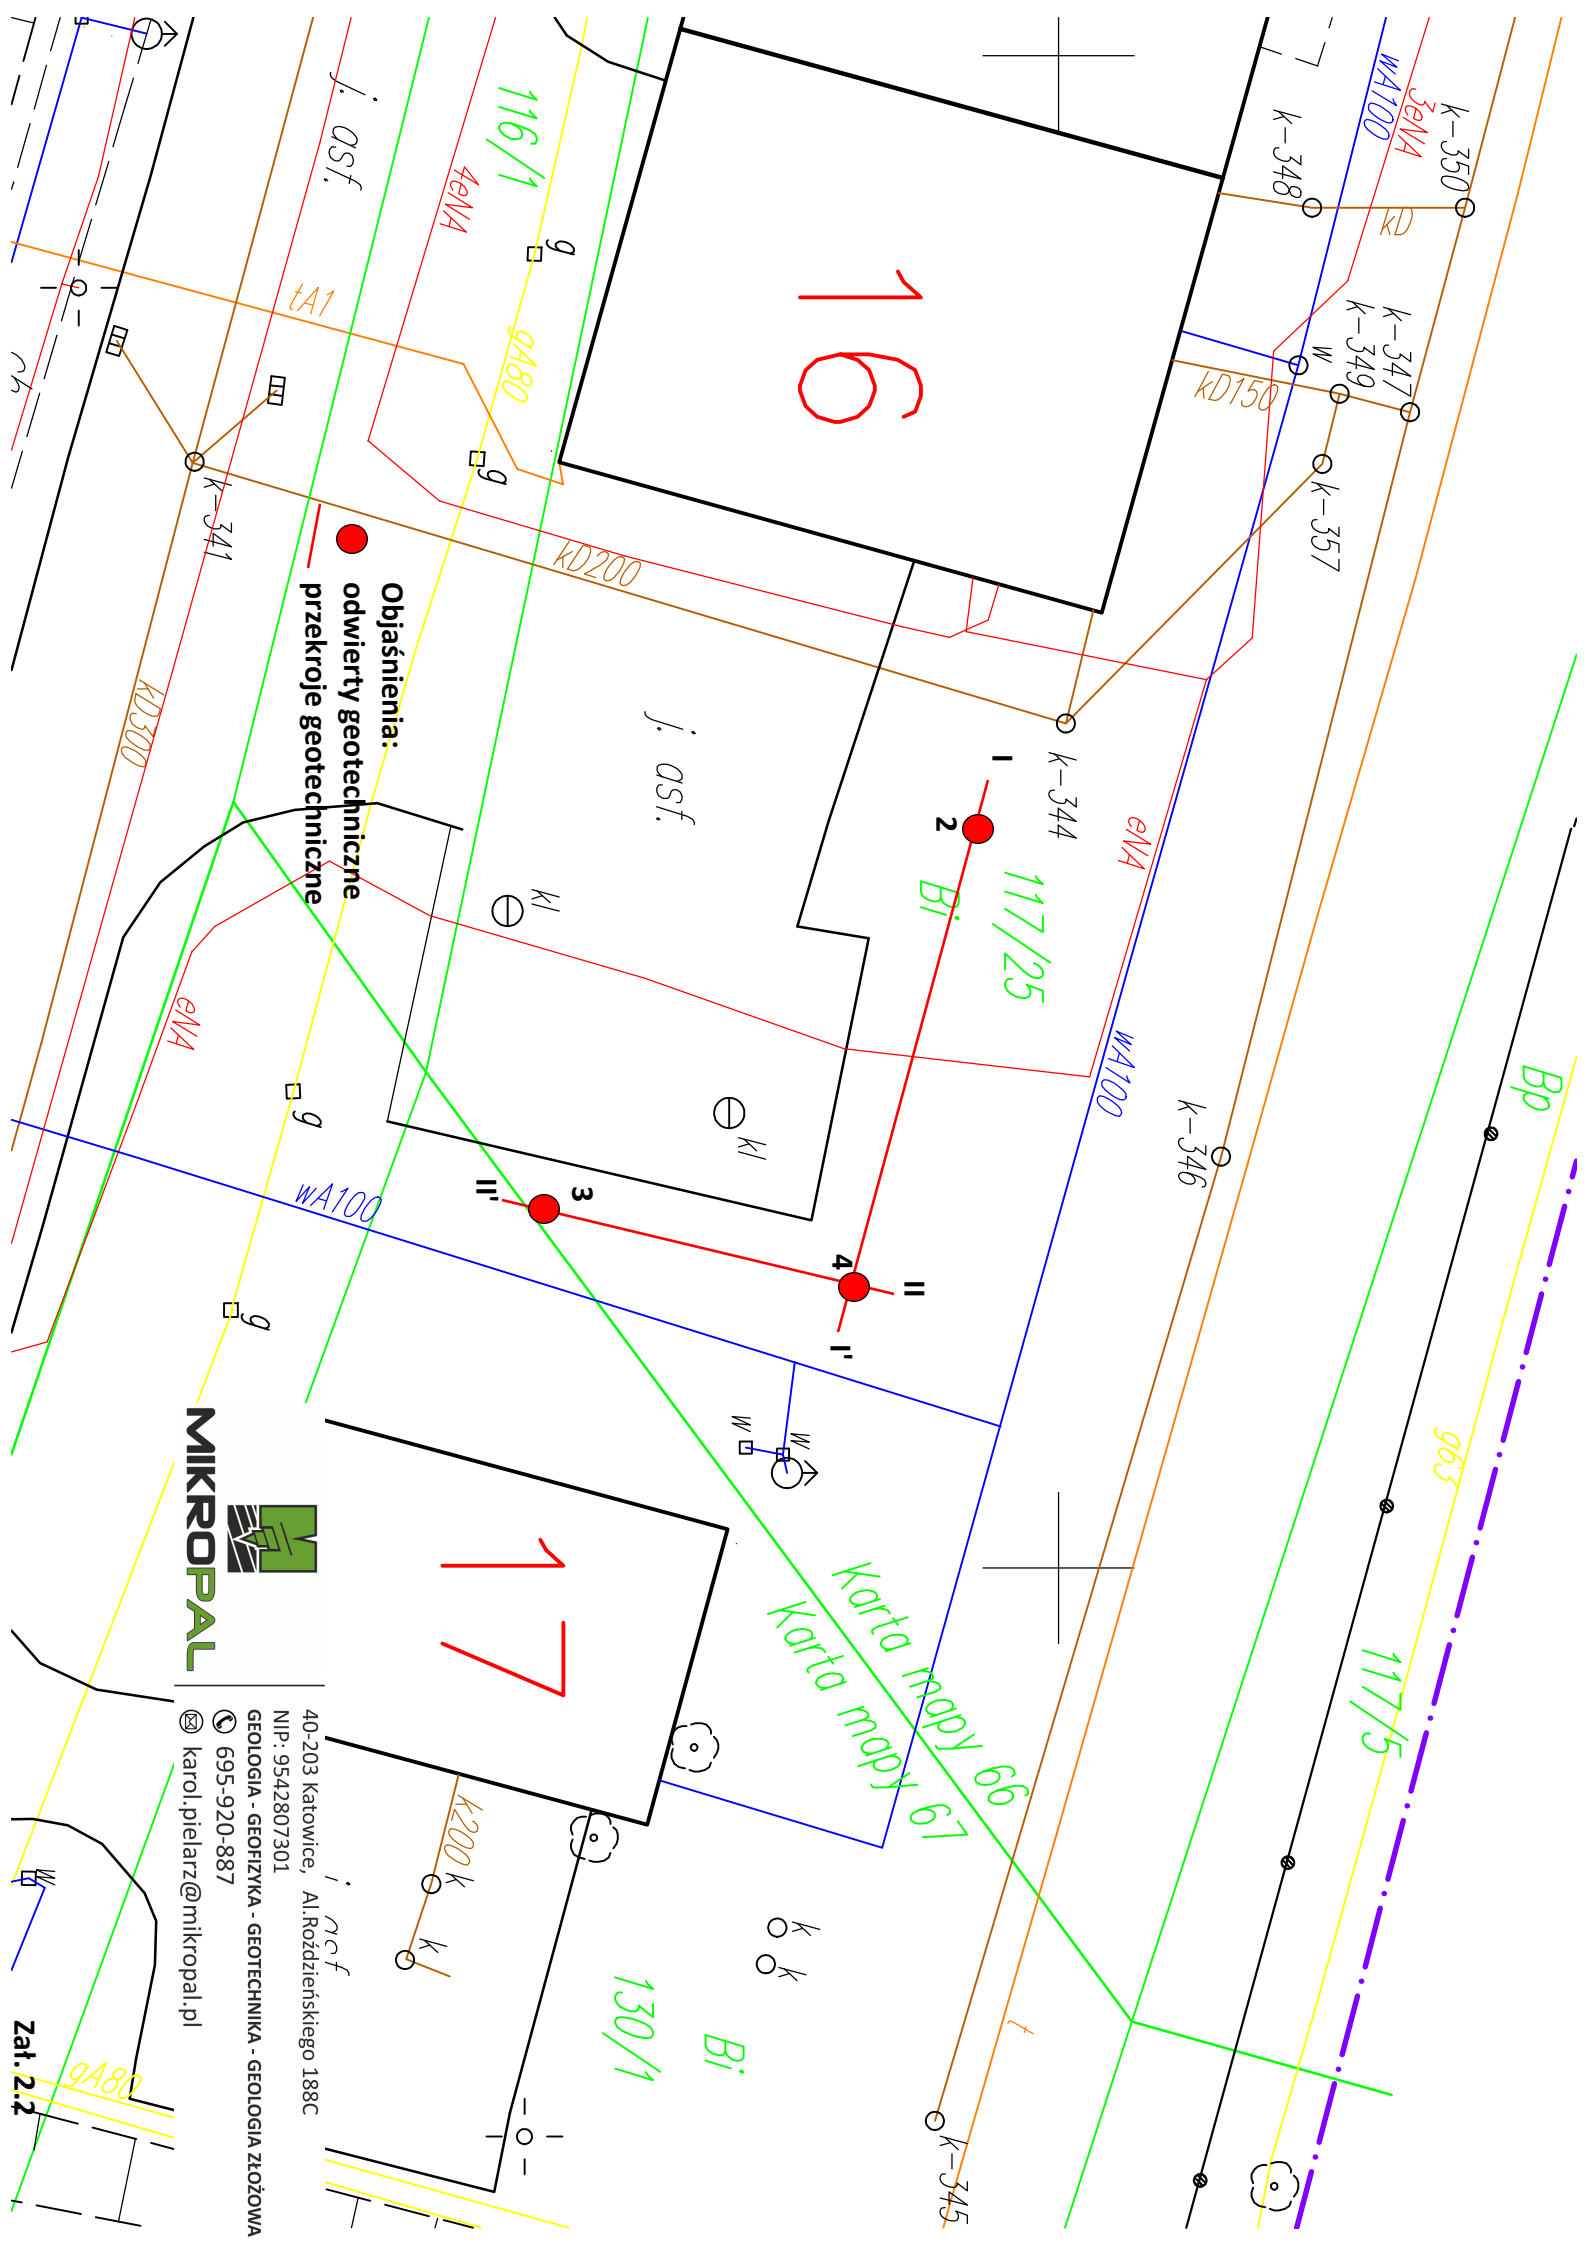 k-350
3eNA
wA100
k-348
kD
116/1
j. asf.
4eNA
g
16
tA1
gA80
k-347
k-349
w
kD150
g
k-357
k-341
kD200
Objaśnienia:
odwierty geotechniczne
przekroje geotechniczne
kD300
j. asf.
I
k-344
2
eNA
117/25
Bi
kl
eNA
wA100
Bp
g
kl
k-346
3
II'
wA100
4
II
I'
g
w
w
g63
17
Karta mapy 66
Karta mapy 67
117/5
MIKROPAL
40-203 Katowice, Al.Roździeńskiego 188C
NIP: 9542807301
GEOLOGIA - GEOFIZYKA - GEOTECHNIKA - GEOLOGIA ZŁOŻOWA
695-920-887
karol.pielarz@mikropal.pl
k200
k
k
k
k
w
130/1
Bi
t
k-345
gA80
Zał. 2.2